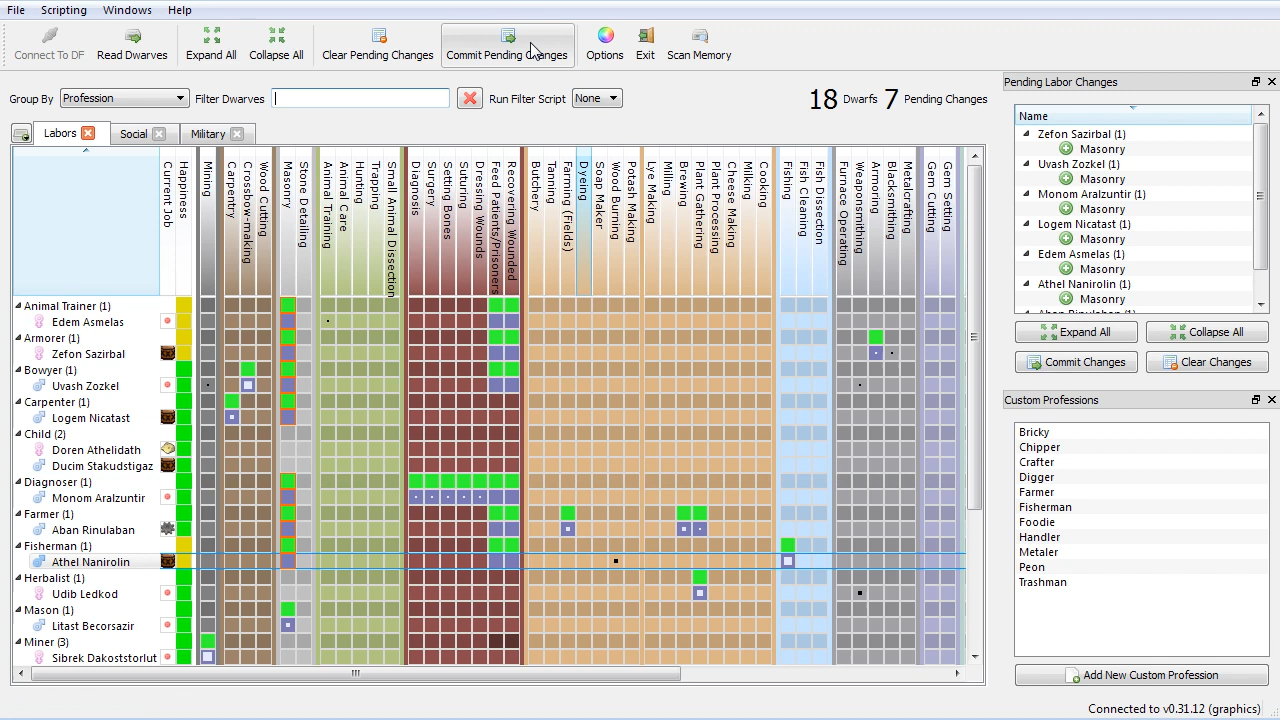 File Scripting Windows Help
Connect To DF Read Dwarves Expand All Collapse All Clear Pending Changes Commit Pending Changes Options Exit Scan Memory
Group By Profession Filter Dwarves Run Filter Script None 18 Dwarfs 7 Pending Changes
Labors Social Military
Current Job
Happiness
Mining
Carpentry
Crossbow-making
Wood Cutting
Masonry
Stone Detailing
Animal Training
Animal Care
Hunting
Trapping
Small Animal Dissection
Diagnosis
Surgery
Setting Bones
Suturing
Dressing Wounds
Feed Patients/Prisoners
Recovering Wounded
Butchery
Tanning
Farming (Fields)
Dyeing
Soap Maker
Wood Burning
Potash Making
Lye Making
Milling
Brewing
Plant Gathering
Plant Processing
Cheese Making
Milking
Cooking
Fishing
Fish Cleaning
Fish Dissection
Furnace Operating
Weaponsmithing
Armoring
Blacksmithing
Metalcrafting
Gem Cutting
Gem Setting
Animal Trainer (1)
Edem Asmelas
Armorer (1)
Zefon Sazirbal
Bowyer (1)
Uvash Zozkel
Carpenter (1)
Logem Nicatast
Child (2)
Doren Athelidath
Ducim Stakudstigaz
Diagnoser (1)
Monom Aralzuntir
Farmer (1)
Aban Rinulaban
Fisherman (1)
Athel Nanirolin
Herbalist (1)
Udib Ledkod
Mason (1)
Litast Becorsazir
Miner (3)
Sibrek Dakoststorlut
Pending Labor Changes
Name
Zefon Sazirbal (1)
Masonry
Uvash Zozkel (1)
Masonry
Monom Aralzuntir (1)
Masonry
Logem Nicatast (1)
Masonry
Edem Asmelas (1)
Masonry
Athel Nanirolin (1)
Masonry
Aban Rinulaban (1)
Expand All Collapse All
Commit Changes Clear Changes
Custom Professions
Bricky
Chipper
Crafter
Digger
Farmer
Fisherman
Foodie
Handler
Metaler
Peon
Trashman
Add New Custom Profession
Connected to v0.31.12 (graphics)